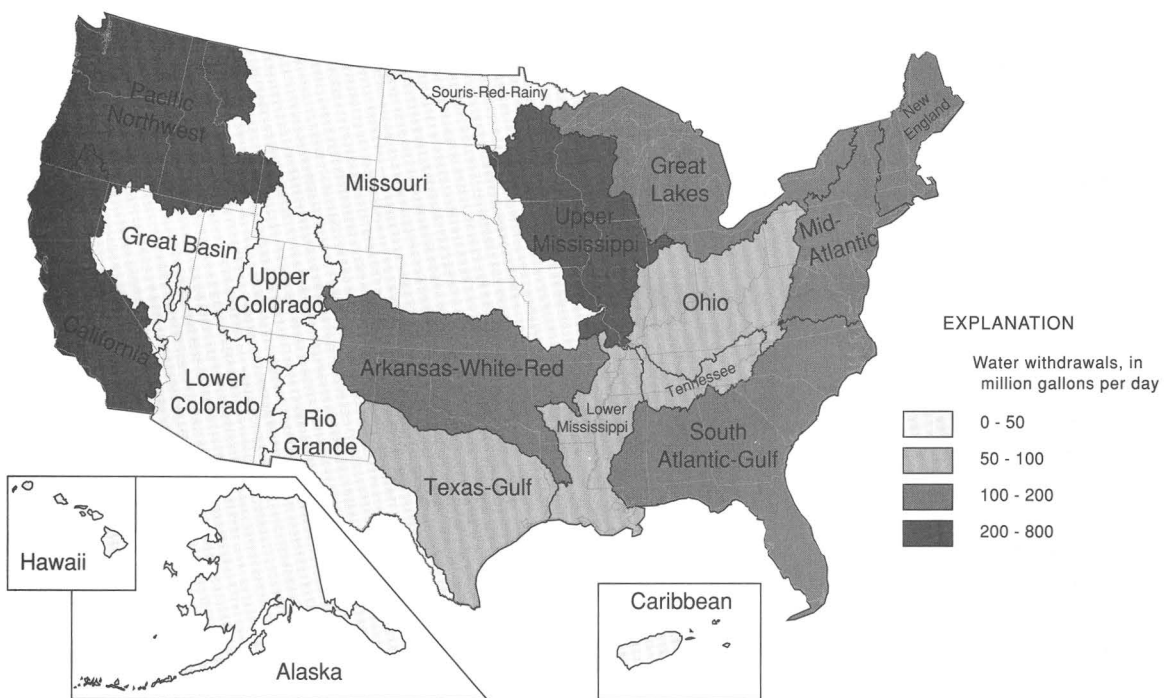 Souris-Red-Rainy
Pacific
Northwest
New
England
Missouri
Great
Lakes
Upper
Mississippi
Mid-
Atlantic
Great Basin
Upper
Colorado
Ohio
California
Arkansas-White-Red
Tennessee
Lower
Colorado
Rio
Grande
Lower
Mississippi
South
Atlantic-Gulf
Texas-Gulf
EXPLANATION
Water withdrawals, in
million gallons per day
0 - 50
50 - 100
100 - 200
200 - 800
Hawaii
Alaska
Caribbean